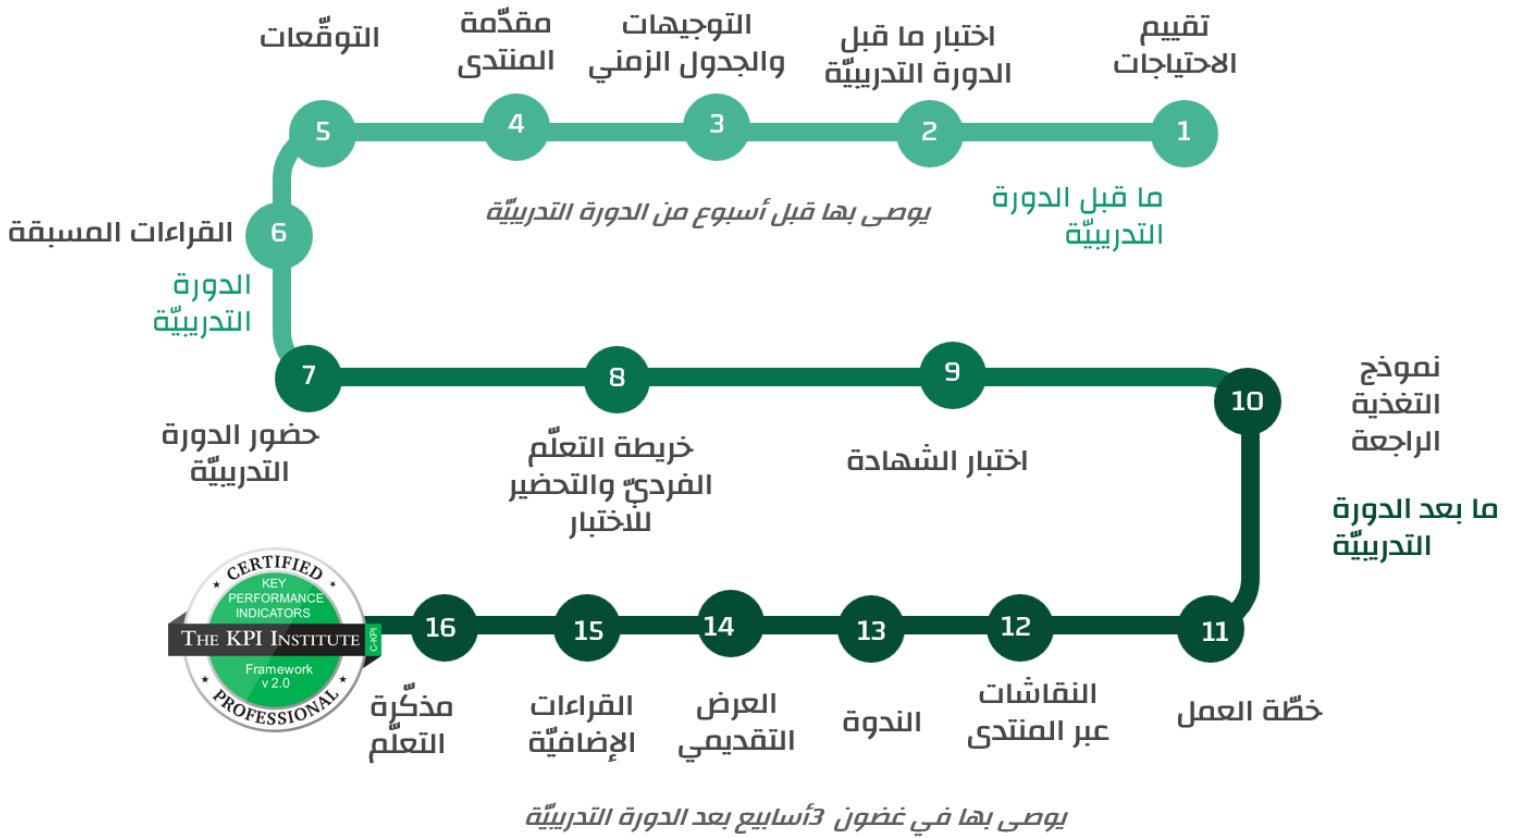 تقييم
الاحتياجات
اختبار ما قبل
الدورة التدريبيّة
التوجيهات
والجدول الزمني
مقدّمة
المنتدى
التوقّعات
1
2
3
4
5
ما قبل الدورة
التدريبيّة
يوصى بها قبل أسبوع من الدورة التدريبيّة
6
القراءات المسبقة
الدورة
التدريبيّة
7
8
9
10
حضور الدورة
التدريبيّة
خريطة التعلّم
الفرديّ والتحضير
للاختبار
اختبار الشهادة
نموذج
التغذية
الراجعة
ما بعد الدورة
التدريبيّة
11
12
13
14
15
16
خطّة العمل
النقاشات
عبر المنتدى
الندوة
العرض
التقديمي
القراءات
الإضافيّة
مذكّرة
التعلّم
CERTIFIED
KEY
PERFORMANCE
INDICATORS
THE KPI INSTITUTE
C-KPI
Framework
v 2.0
PROFESSIONAL
يوصى بها في غضون 3أسابيع بعد الدورة التدريبيّة